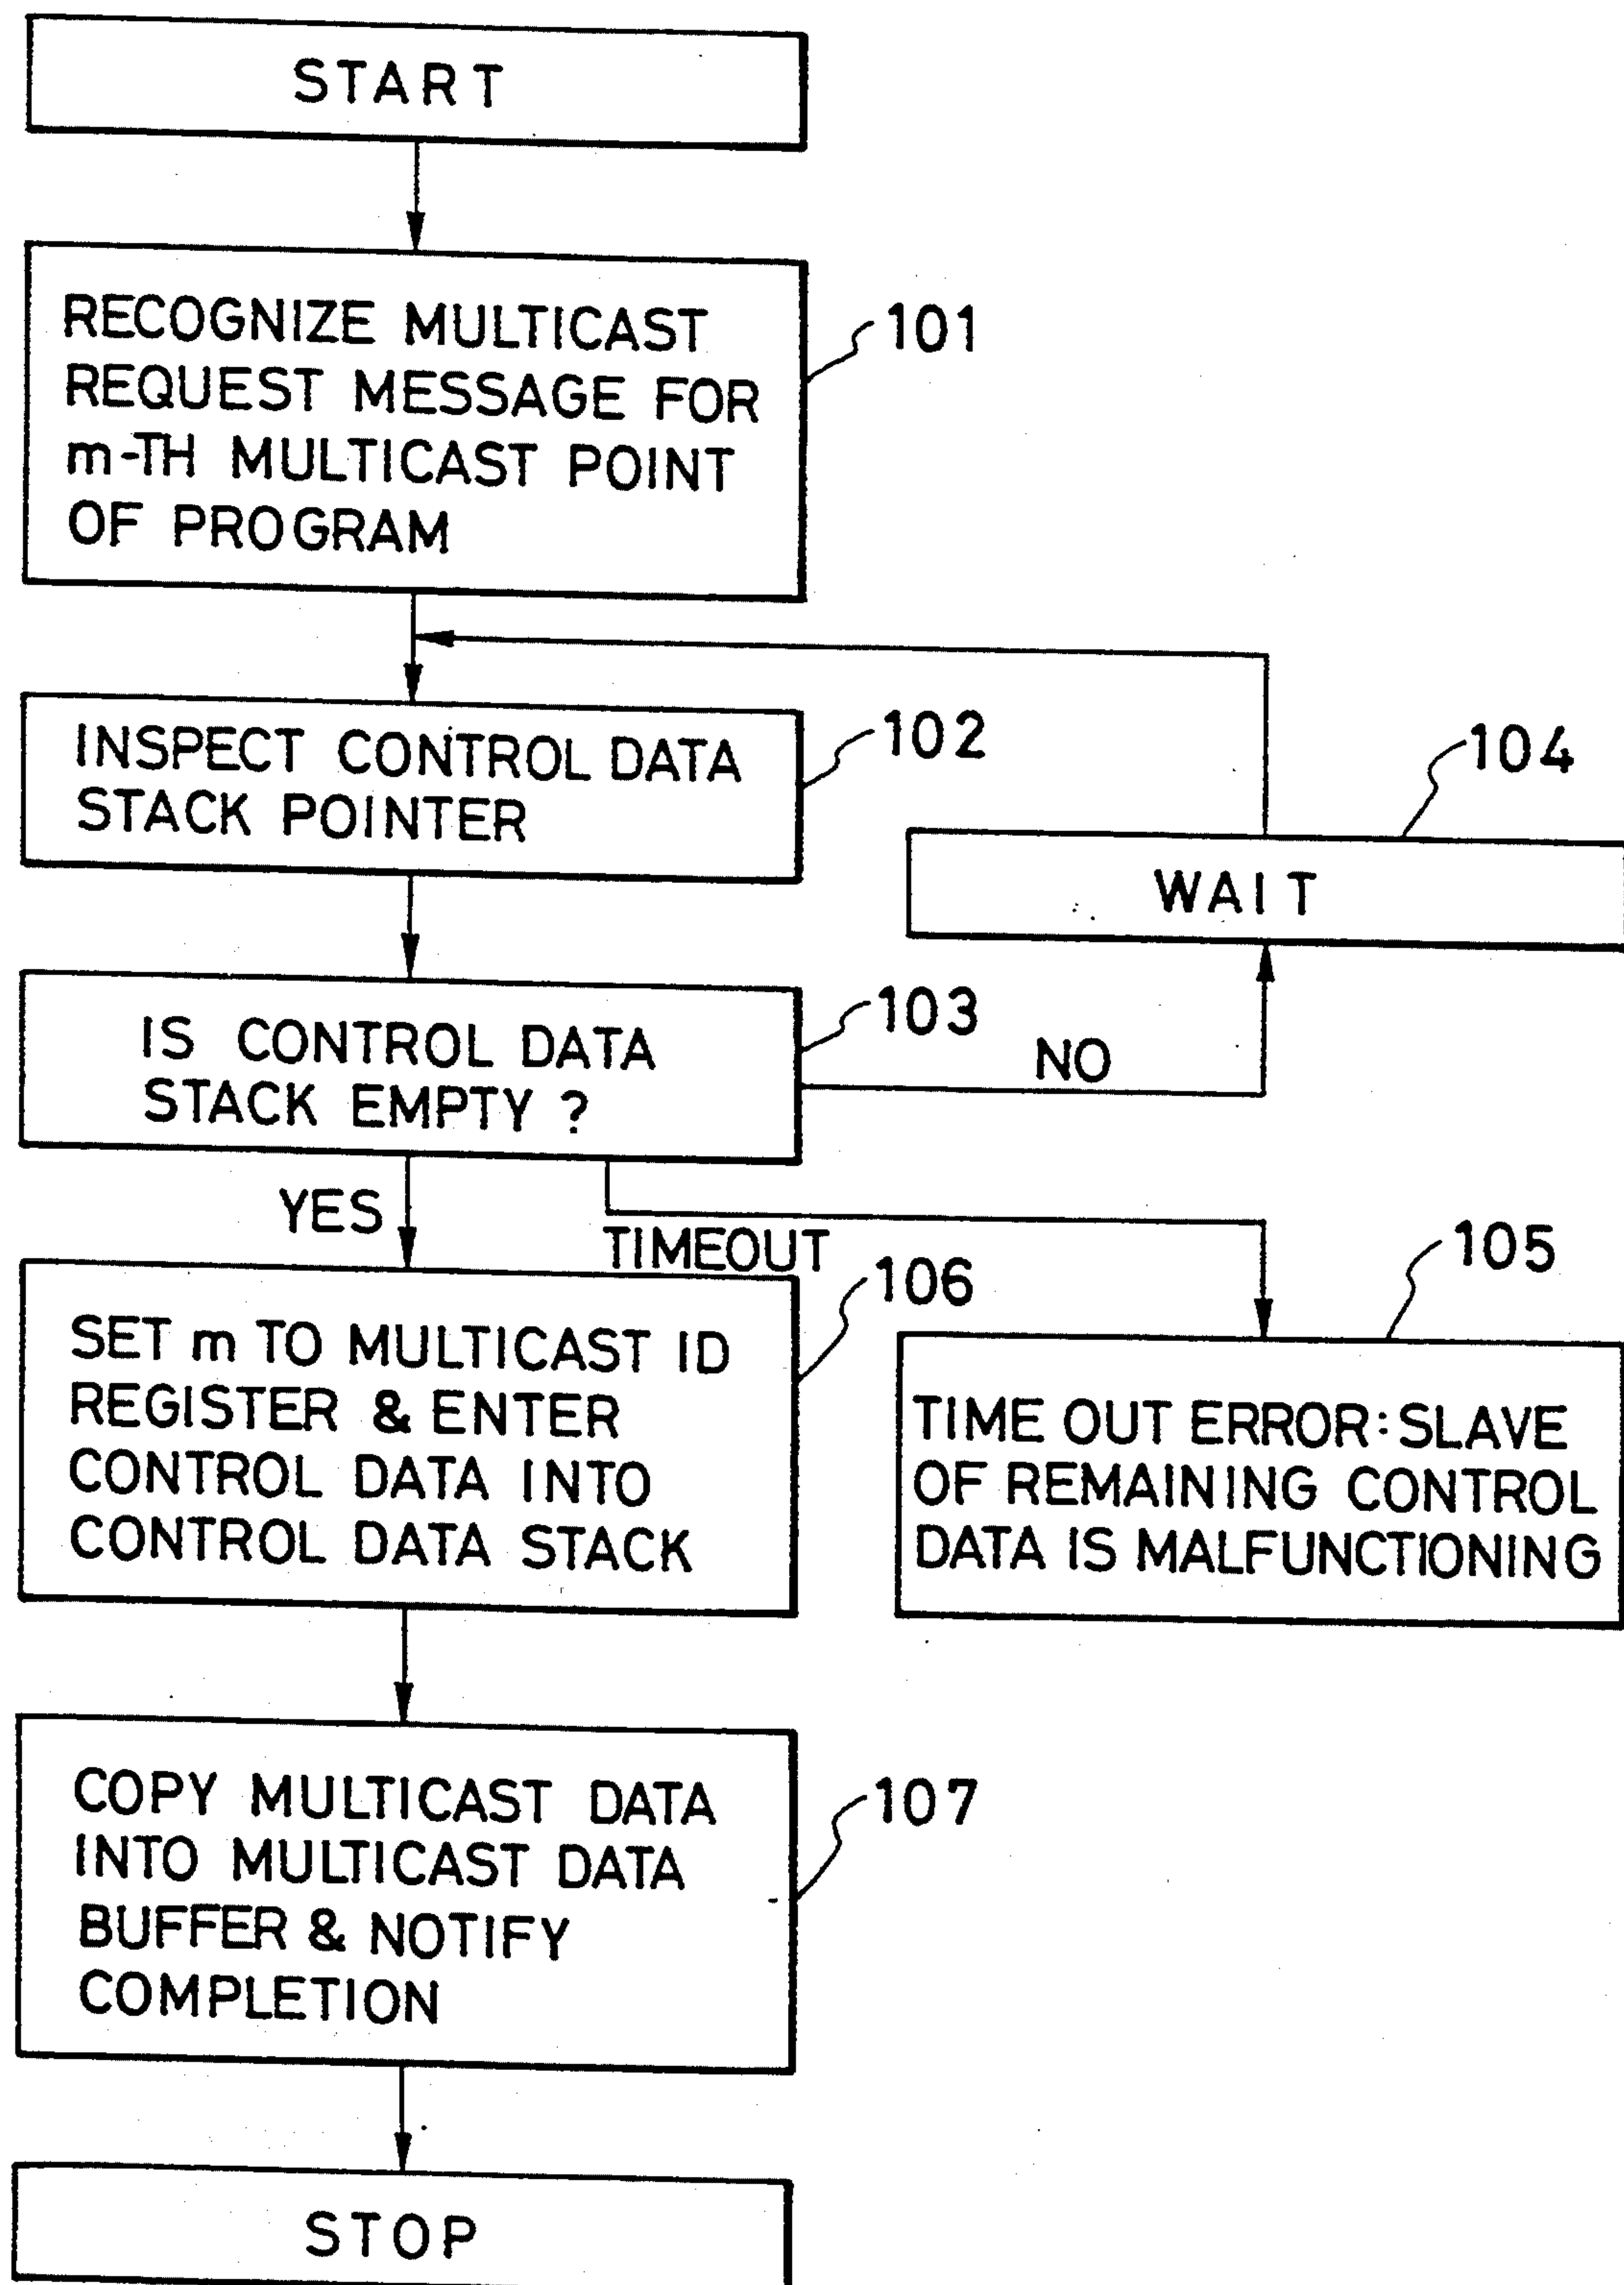 START
RECOGNIZE MULTICAST
REQUEST MESSAGE FOR
m-TH MULTICAST POINT
OF PROGRAM
101
INSPECT CONTROL DATA
STACK POINTER
102
104
WAIT
IS CONTROL DATA
STACK EMPTY ?
103
NO
YES
TIMEOUT
106
105
SET m TO MULTICAST ID
REGISTER & ENTER
CONTROL DATA INTO
CONTROL DATA STACK
TIME OUT ERROR: SLAVE
OF REMAINING CONTROL
DATA IS MALFUNCTIONING
COPY MULTICAST DATA
INTO MULTICAST DATA
BUFFER & NOTIFY
COMPLETION
107
STOP